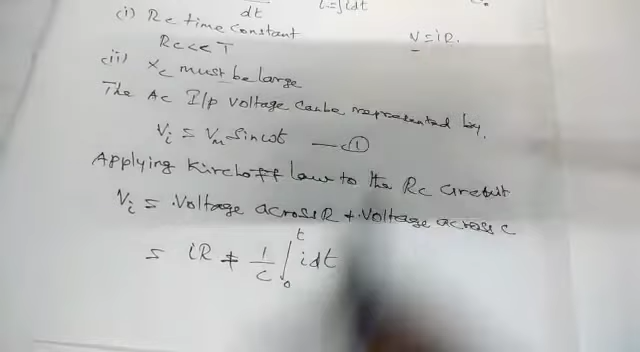 dt i=∫idt C.
(i) Rc time constant
Rc<<T V=iR.
(ii) Xc must be large
The Ac I/p voltage can be represented by.
Vi = Vm Sinωt —①
Applying Kirchoff law to the Rc circuit
Vi = Voltage across R + Voltage across C
= iR + 1/C ∫₀ᵗ idt